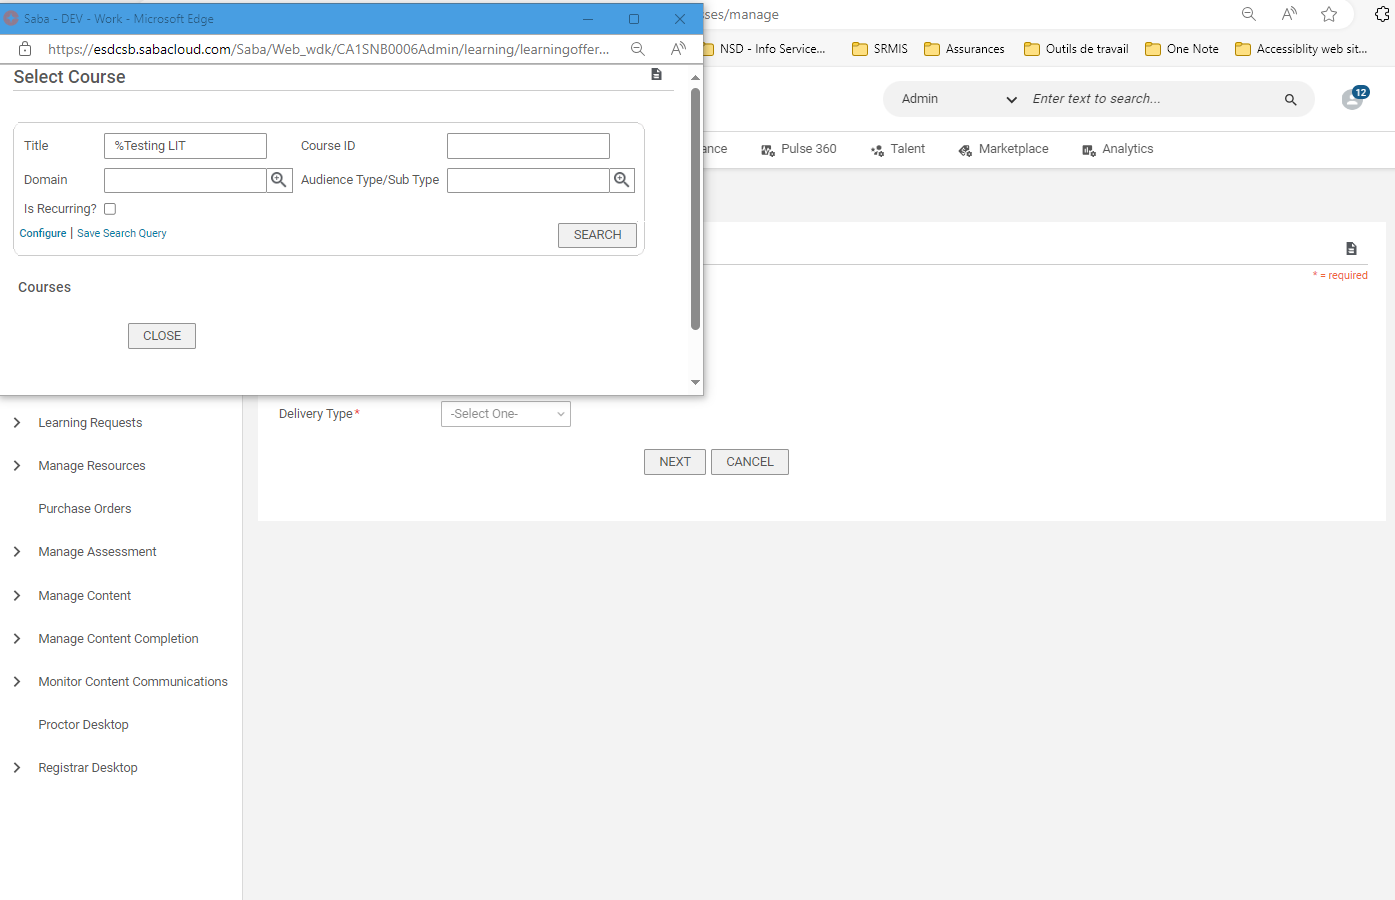 Saba - DEV - Work - Microsoft Edge
https://esdcsb.sabacloud.com/Saba/Web_wdk/CA1SNB0006Admin/learning/learningoffer...
Select Course
Title
%Testing LIT
Course ID
Domain
Audience Type/Sub Type
Is Recurring?
Configure | Save Search Query
SEARCH
Courses
CLOSE
sses/manage
NSD - Info Service...
SRMIS
Assurances
Outils de travail
One Note
Accessiblity web sit...
Admin
Enter text to search...
12
ance
Pulse 360
Talent
Marketplace
Analytics
* = required
Delivery Type*
-Select One-
NEXT
CANCEL
Learning Requests
Manage Resources
Purchase Orders
Manage Assessment
Manage Content
Manage Content Completion
Monitor Content Communications
Proctor Desktop
Registrar Desktop